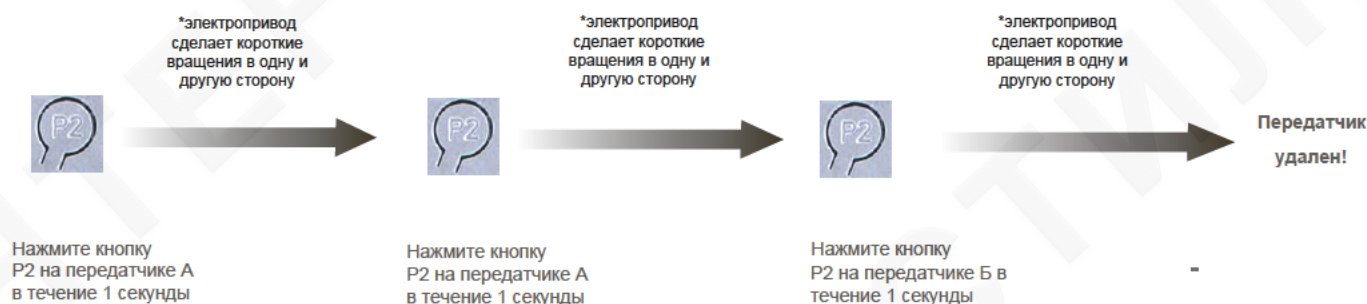 *электропривод
сделает короткие
вращения в одну и
другую сторону
*электропривод
сделает короткие
вращения в одну и
другую сторону
*электропривод
сделает короткие
вращения в одну и
другую сторону
P2
P2
P2
Передатчик
удален!
Нажмите кнопку
P2 на передатчике А
в течение 1 секунды
Нажмите кнопку
P2 на передатчике А
в течение 1 секунды
Нажмите кнопку
P2 на передатчике Б в
течение 1 секунды
-